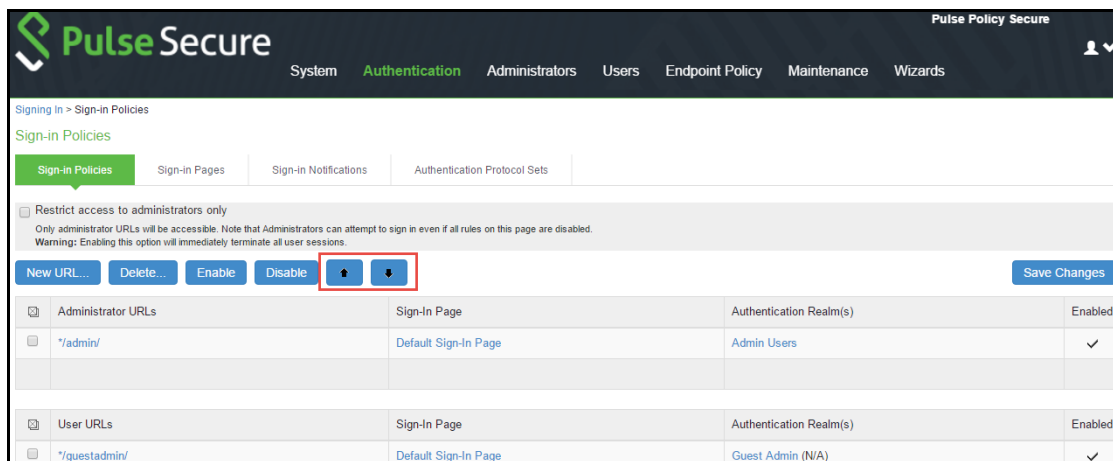 Pulse Policy Secure
Pulse Secure
System Authentication Administrators Users Endpoint Policy Maintenance Wizards
Signing In > Sign-in Policies
Sign-in Policies
Sign-in Policies Sign-in Pages Sign-in Notifications Authentication Protocol Sets
Restrict access to administrators only
Only administrator URLs will be accessible. Note that Administrators can attempt to sign in even if all rules on this page are disabled.
Warning: Enabling this option will immediately terminate all user sessions.
New URL... Delete... Enable Disable Save Changes
Administrator URLs Sign-In Page Authentication Realm(s) Enabled
*/admin/ Default Sign-In Page Admin Users
User URLs Sign-In Page Authentication Realm(s) Enabled
*/guestadmin/ Default Sign-In Page Guest Admin (N/A)